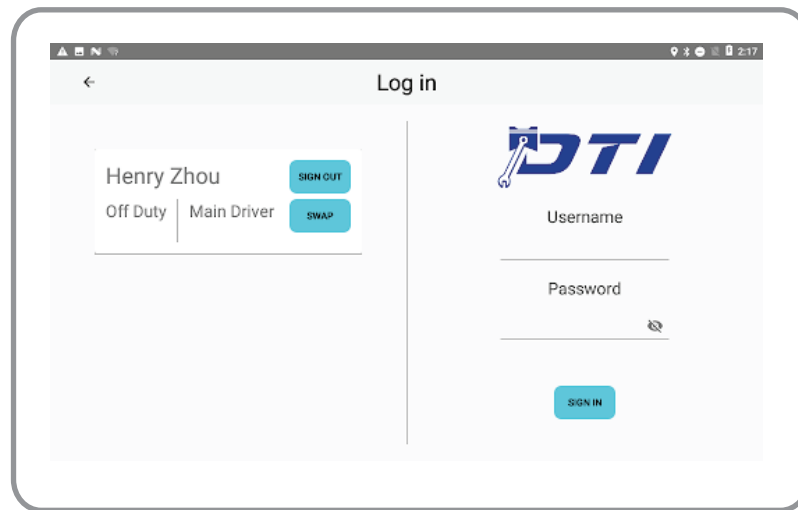 2:17
Log in
Henry Zhou
SIGN OUT
Off Duty
Main Driver
SWAP
DTI
Username
Password
SIGN IN